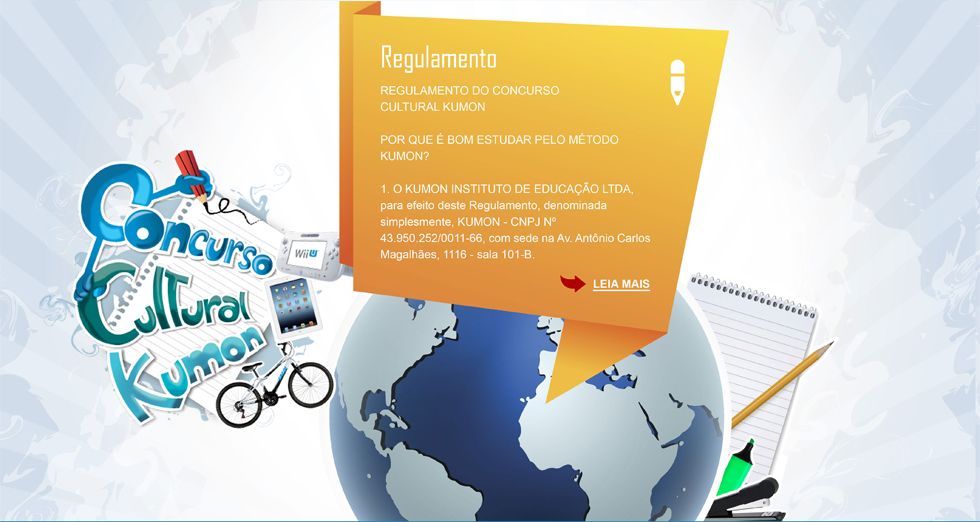 Regulamento
REGULAMENTO DO CONCURSO
CULTURAL KUMON
POR QUE É BOM ESTUDAR PELO MÉTODO
KUMON?
1. O KUMON INSTITUTO DE EDUCAÇÃO LTDA,
para efeito deste Regulamento, denominada
simplesmente, KUMON - CNPJ Nº
43.950.252/0011-66, com sede na Av. Antônio Carlos
Magalhães, 1116 - sala 101-B.
LEIA MAIS
Concurso
Cultural
Kumon
Wii U